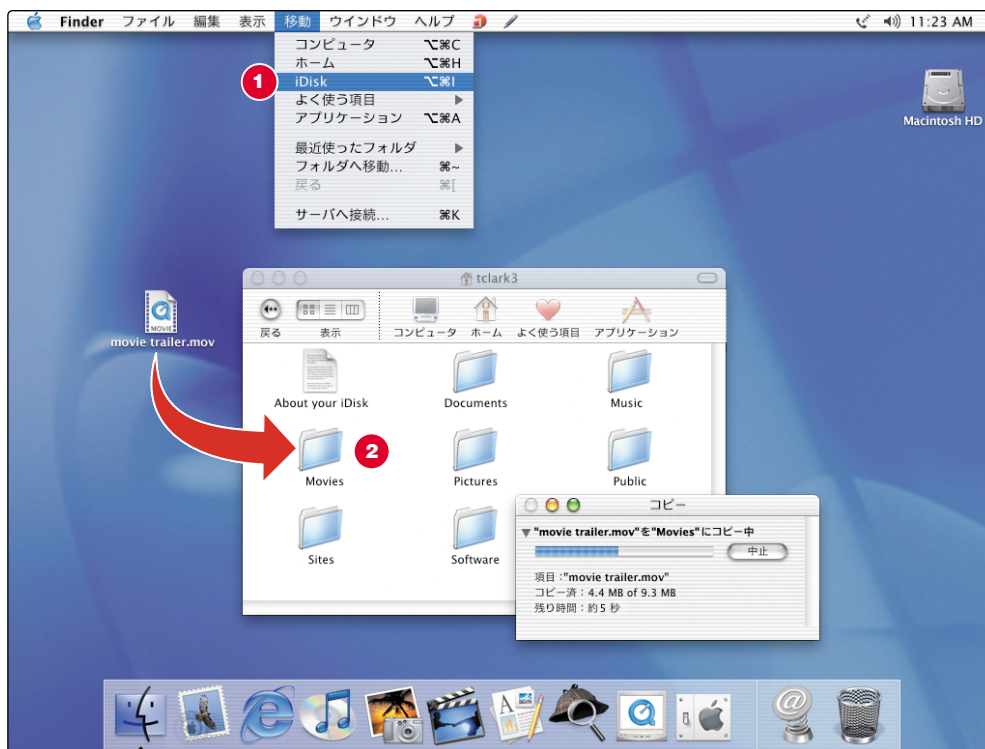 Finder ファイル 編集 表示 移動 ウインドウ ヘルプ 11:23 AM
コンピュータ ⌥⌘C
ホーム ⌥⌘H
1
iDisk ⌥⌘I
よく使う項目 ▶
アプリケーション ⌥⌘A
最近使ったフォルダ ▶
フォルダへ移動... ⌘~
戻る ⌘[
サーバへ接続... ⌘K
Macintosh HD
MOVIE
movie trailer.mov
tclark3
戻る 表示 コンピュータ ホーム よく使う項目 アプリケーション
About your iDisk Documents Music
2
Movies Pictures Public
Sites Software
コピー
"movie trailer.mov"を"Movies"にコピー中
中止
項目:"movie trailer.mov"
コピー済:4.4 MB of 9.3 MB
残り時間:約5 秒